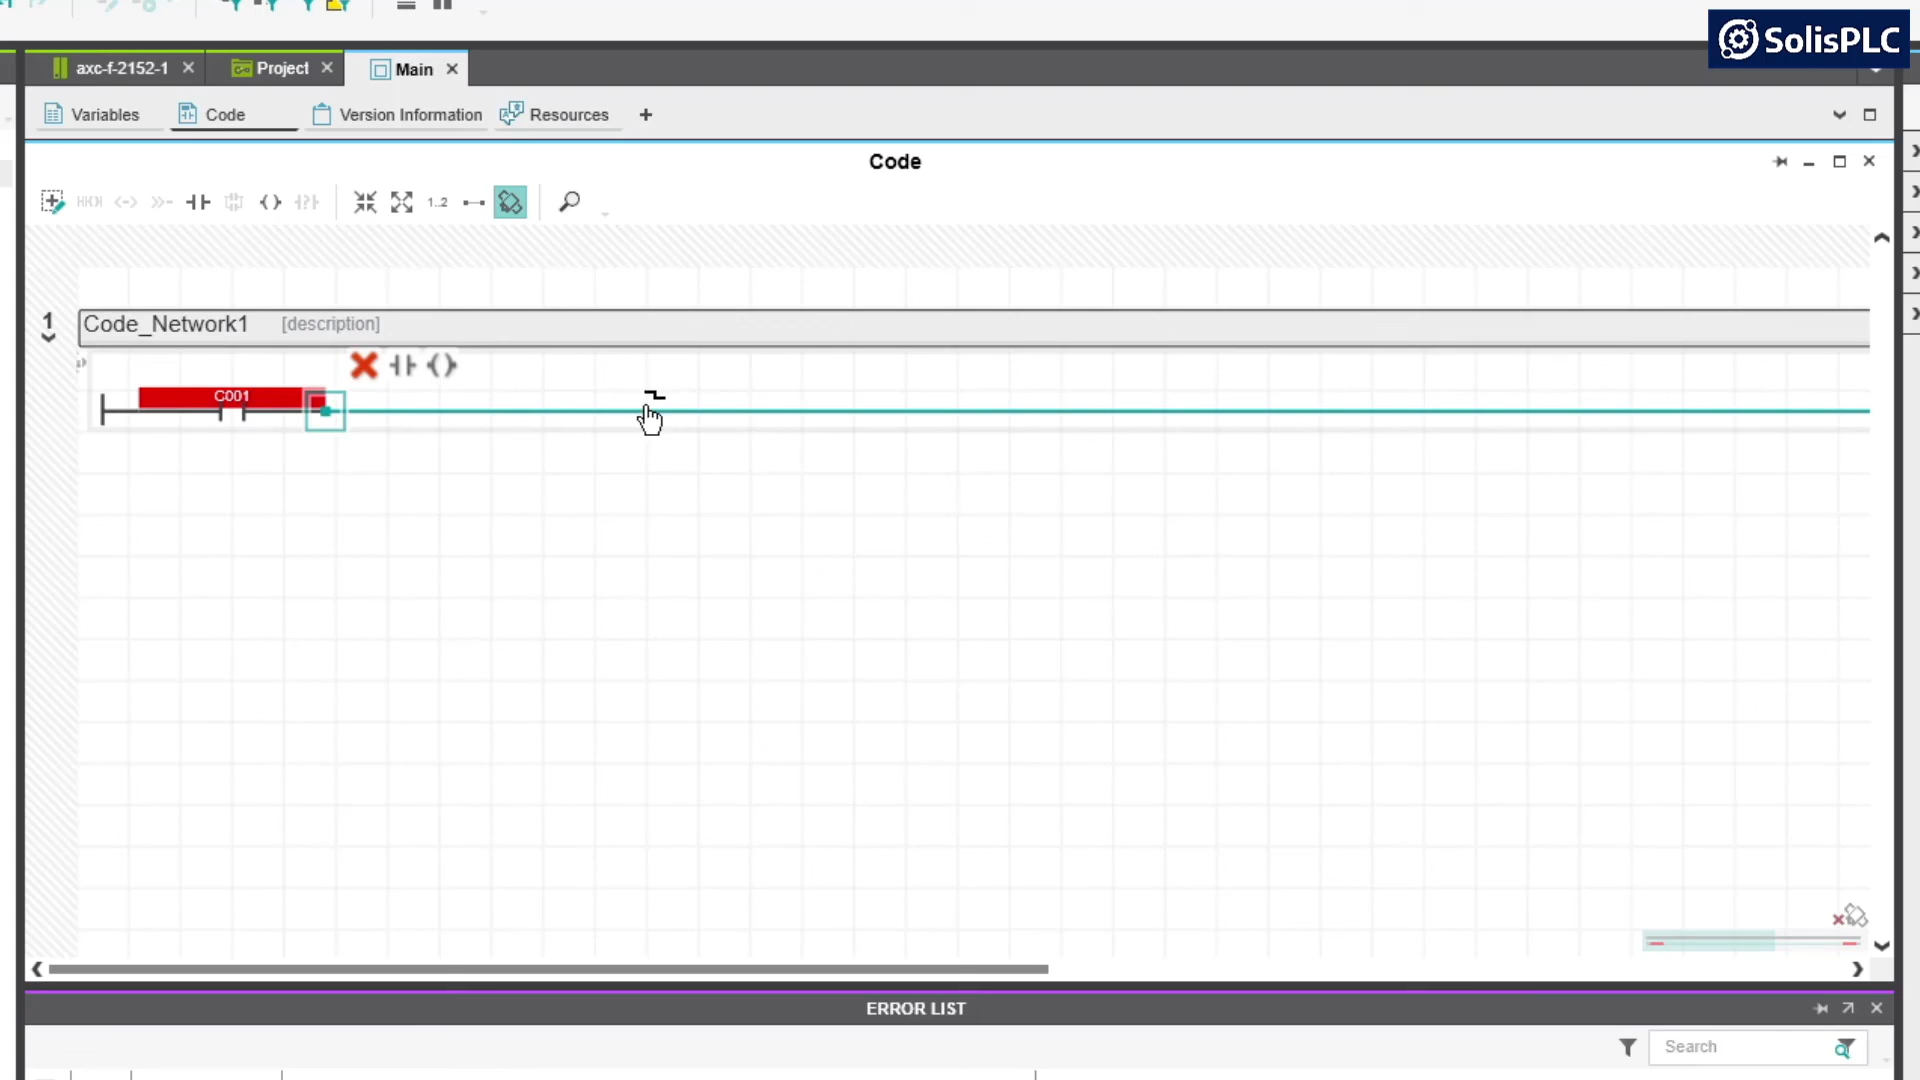 SolisPLC
axc-f-2152-1 Project Main
Variables Code Version Information Resources +
Code
1..2
1 Code_Network1 [description]
C001
ERROR LIST
Search